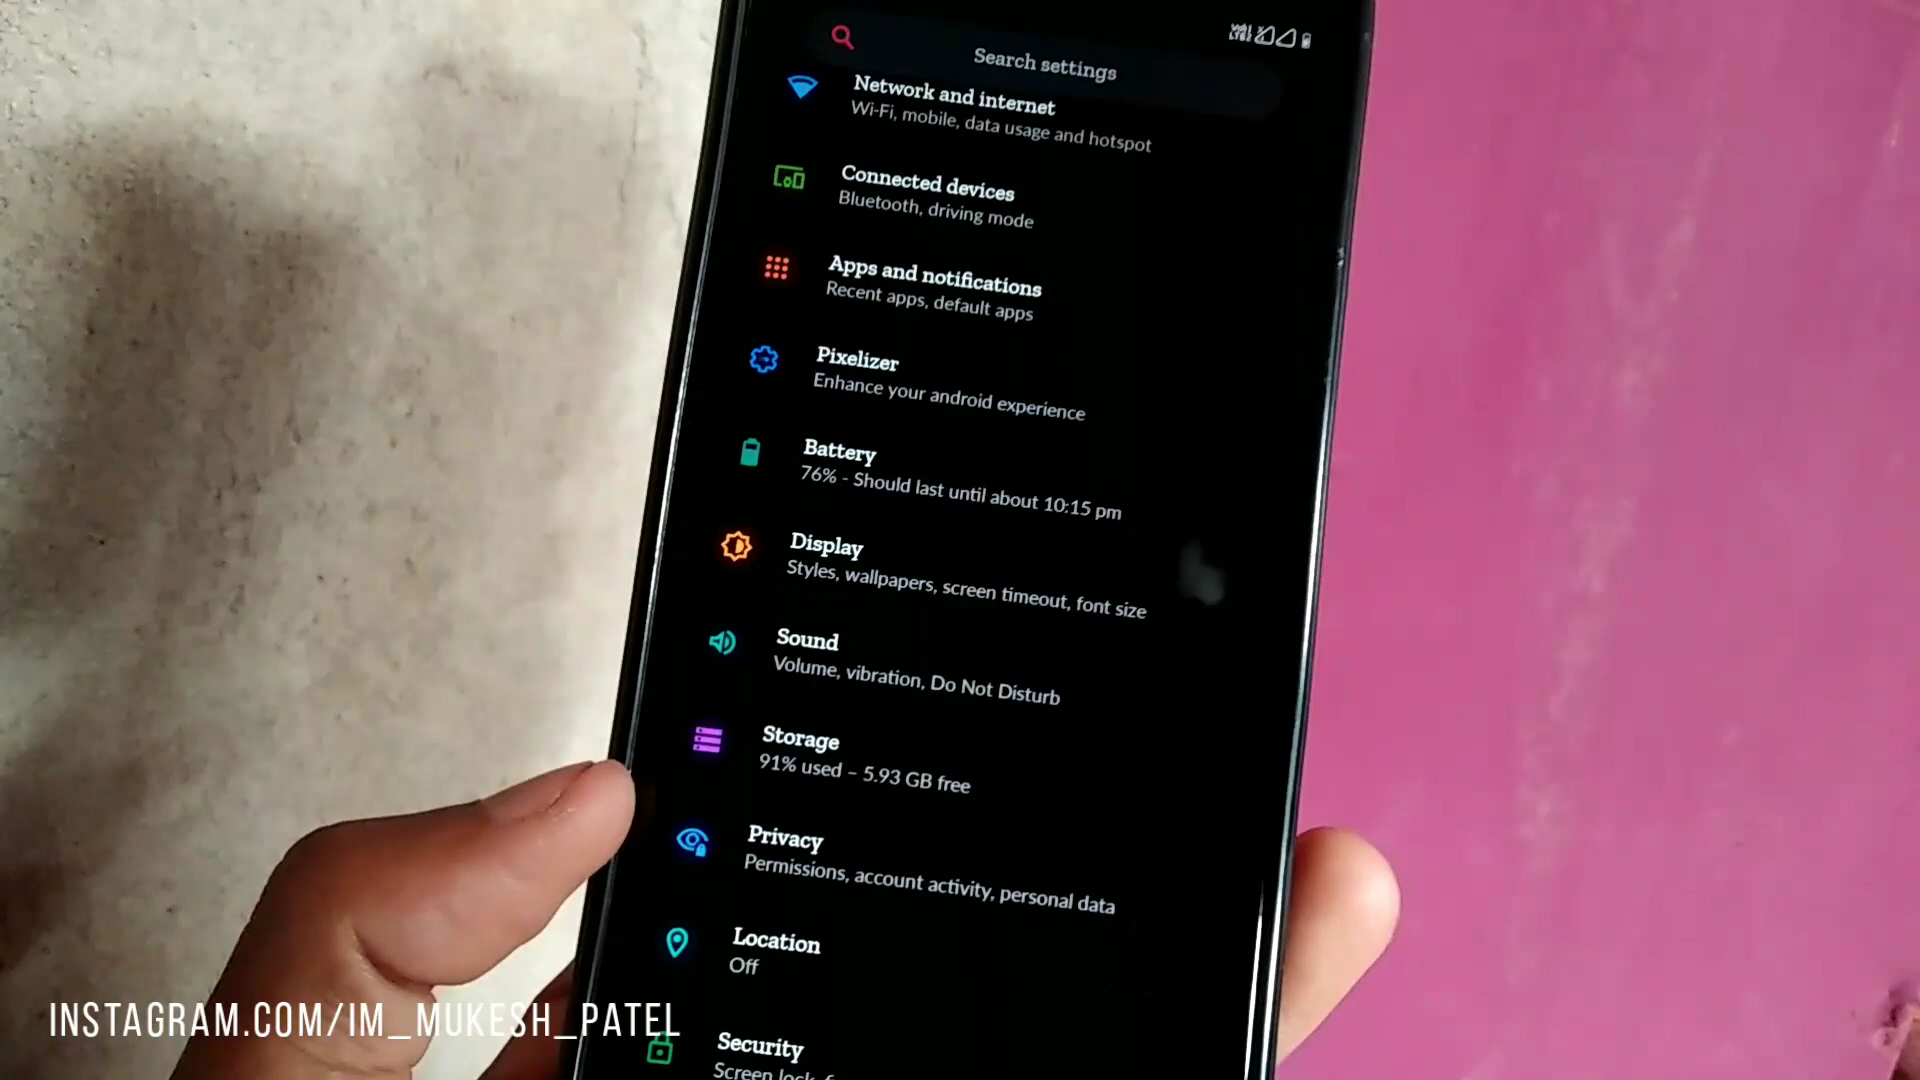 Search settings
Network and internet
Wi-Fi, mobile, data usage and hotspot
Connected devices
Bluetooth, driving mode
Apps and notifications
Recent apps, default apps
Pixelizer
Enhance your android experience
Battery
76% - Should last until about 10:15 pm
Display
Styles, wallpapers, screen timeout, font size
Sound
Volume, vibration, Do Not Disturb
Storage
91% used – 5.93 GB free
Privacy
Permissions, account activity, personal data
Location
Off
INSTAGRAM.COM/IM_MUKESH_PATEL
Security
Screen lock,